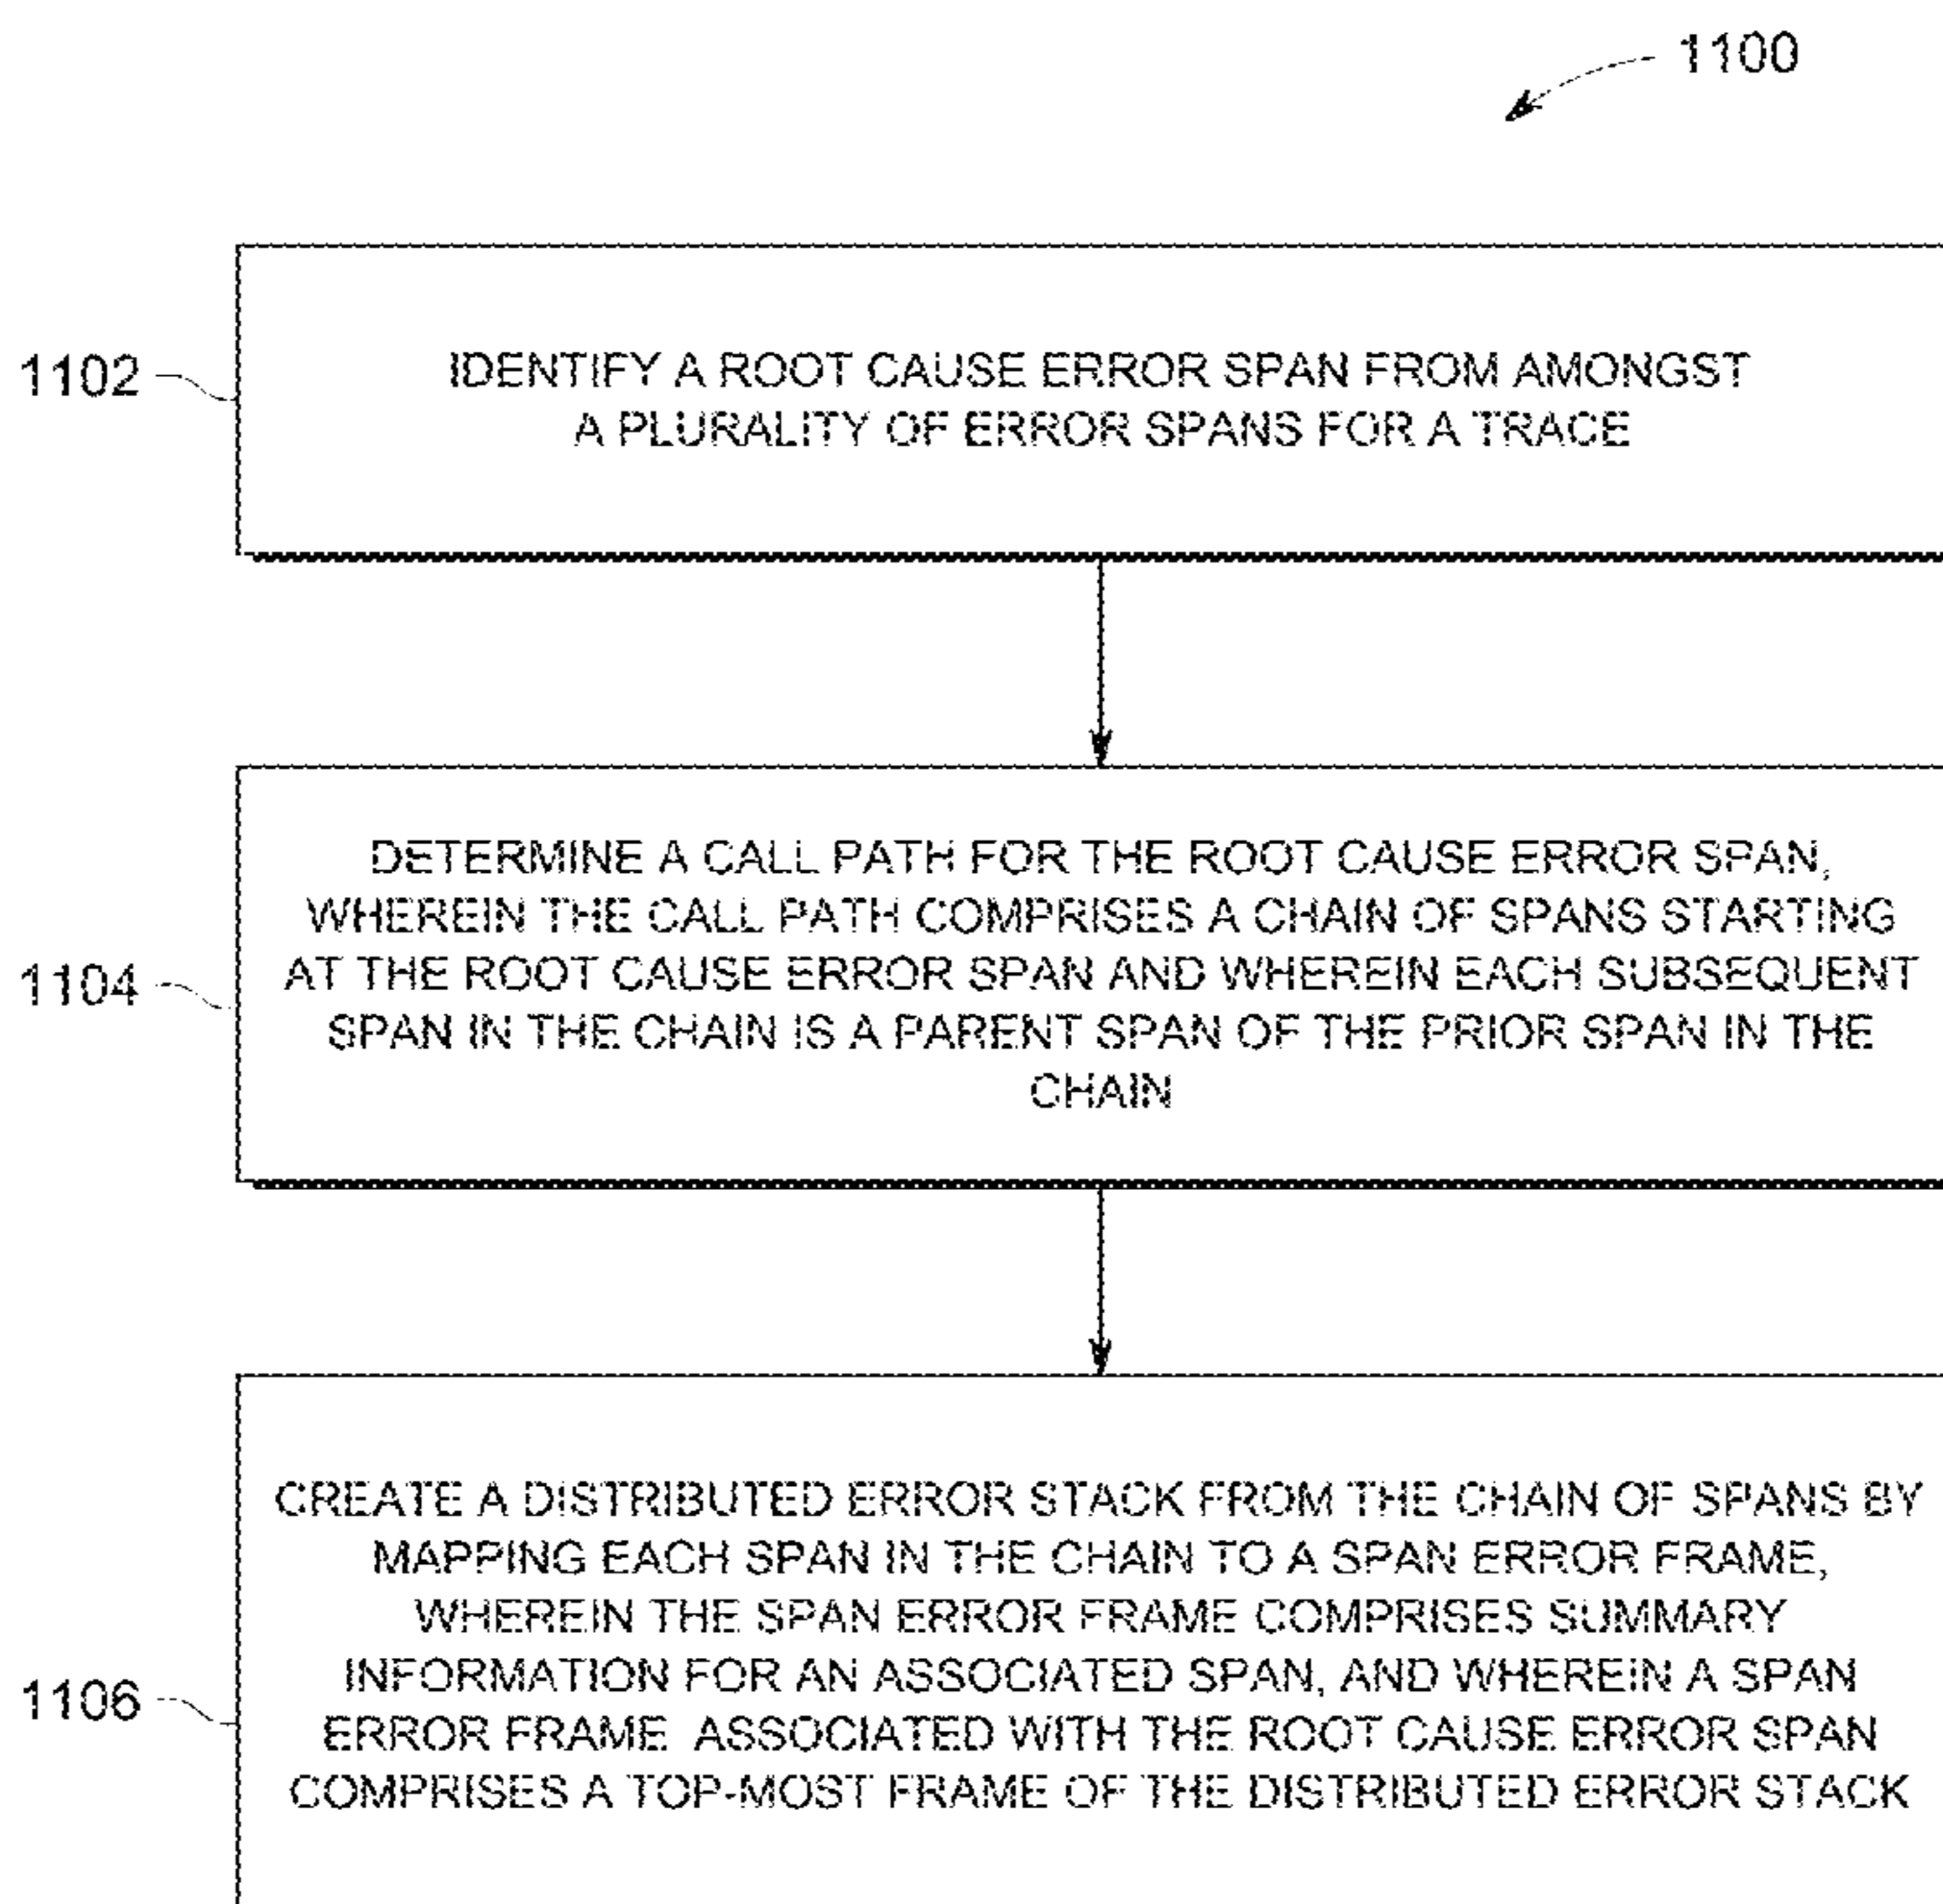 1100
1102
IDENTIFY A ROOT CAUSE ERROR SPAN FROM AMONGST
A PLURALITY OF ERROR SPANS FOR A TRACE
1104
DETERMINE A CALL PATH FOR THE ROOT CAUSE ERROR SPAN,
WHEREIN THE CALL PATH COMPRISES A CHAIN OF SPANS STARTING
AT THE ROOT CAUSE ERROR SPAN AND WHEREIN EACH SUBSEQUENT
SPAN IN THE CHAIN IS A PARENT SPAN OF THE PRIOR SPAN IN THE
CHAIN
1106
CREATE A DISTRIBUTED ERROR STACK FROM THE CHAIN OF SPANS BY
MAPPING EACH SPAN IN THE CHAIN TO A SPAN ERROR FRAME,
WHEREIN THE SPAN ERROR FRAME COMPRISES SUMMARY
INFORMATION FOR AN ASSOCIATED SPAN, AND WHEREIN A SPAN
ERROR FRAME ASSOCIATED WITH THE ROOT CAUSE ERROR SPAN
COMPRISES A TOP-MOST FRAME OF THE DISTRIBUTED ERROR STACK